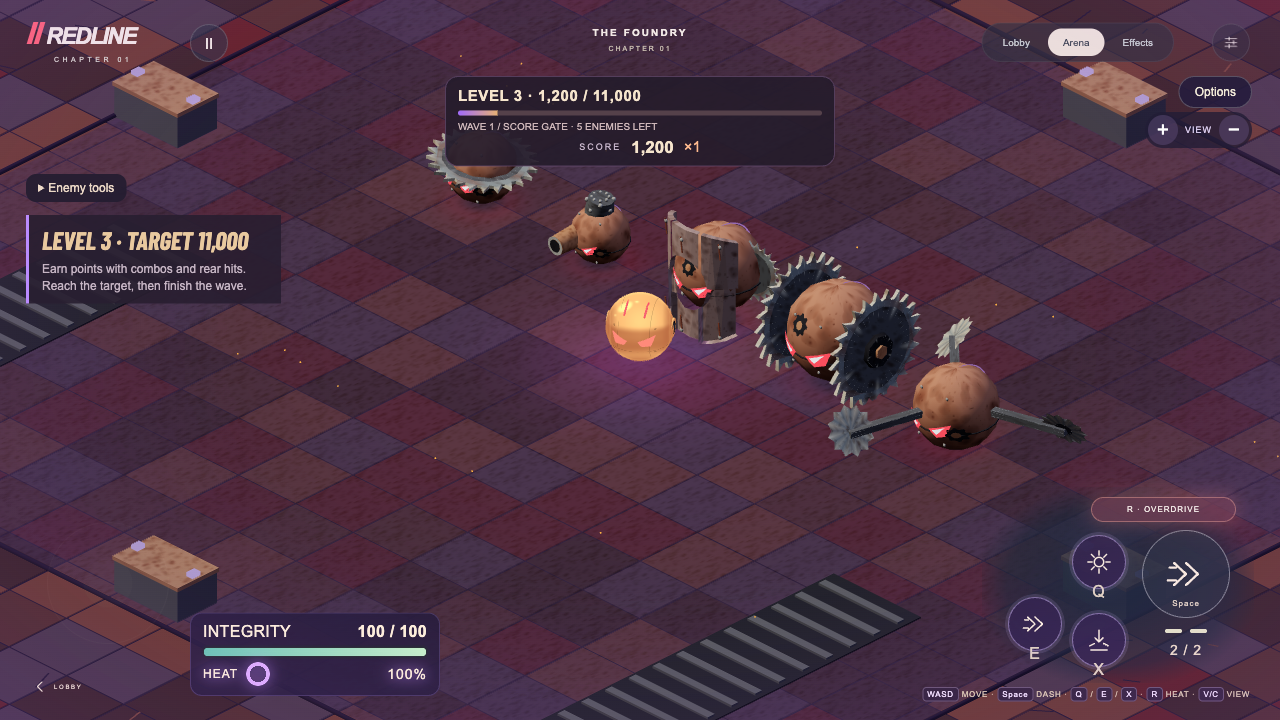 REDLINE
CHAPTER 01
THE FOUNDRY
CHAPTER 01
Lobby Arena Effects
Options
+ VIEW −
LEVEL 3 · 1,200 / 11,000
WAVE 1 / SCORE GATE · 5 ENEMIES LEFT
SCORE 1,200 ×1
Enemy tools
LEVEL 3 · TARGET 11,000
Earn points with combos and rear hits.
Reach the target, then finish the wave.
R · OVERDRIVE
Q
Space
E
X
2 / 2
INTEGRITY 100 / 100
HEAT 100%
LOBBY
WASD MOVE · Space DASH · Q / E / X · R HEAT · V/C VIEW